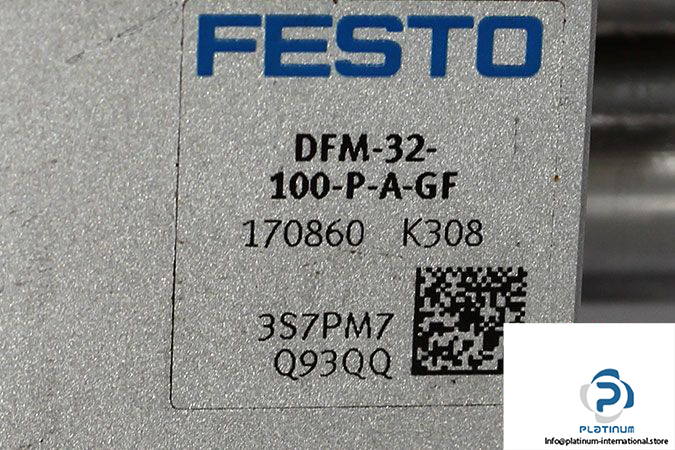 FESTO
DFM-32-
100-P-A-GF
170860 K308
3S7PM7
Q93QQ
PLATINUM
Info@platinum-international.store